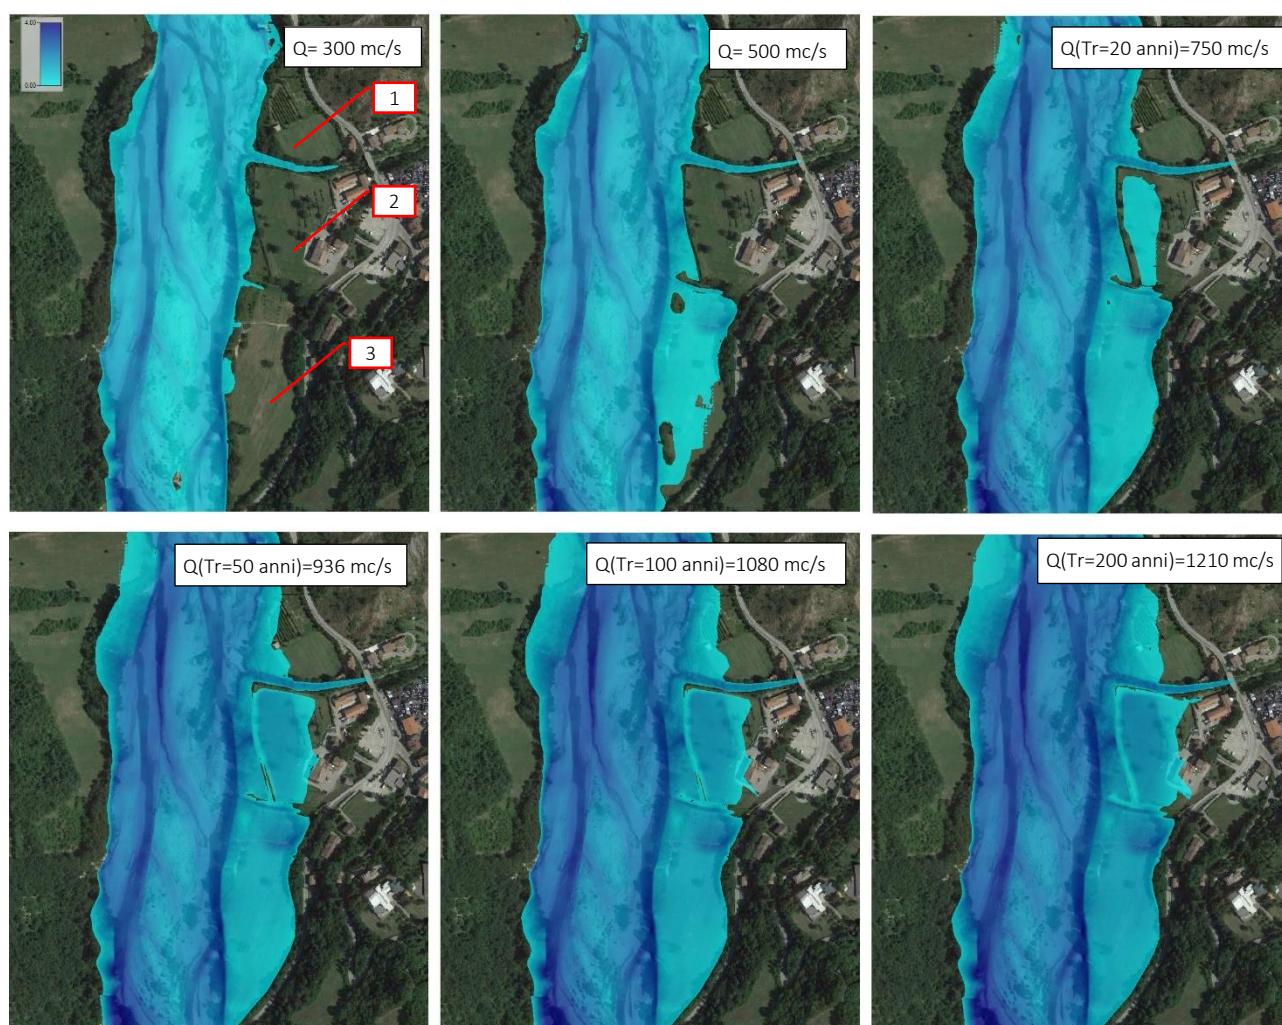 4.00
0.00
Q= 300 mc/s
1
2
3
Q= 500 mc/s
Q(Tr=20 anni)=750 mc/s
Q(Tr=50 anni)=936 mc/s
Q(Tr=100 anni)=1080 mc/s
Q(Tr=200 anni)=1210 mc/s